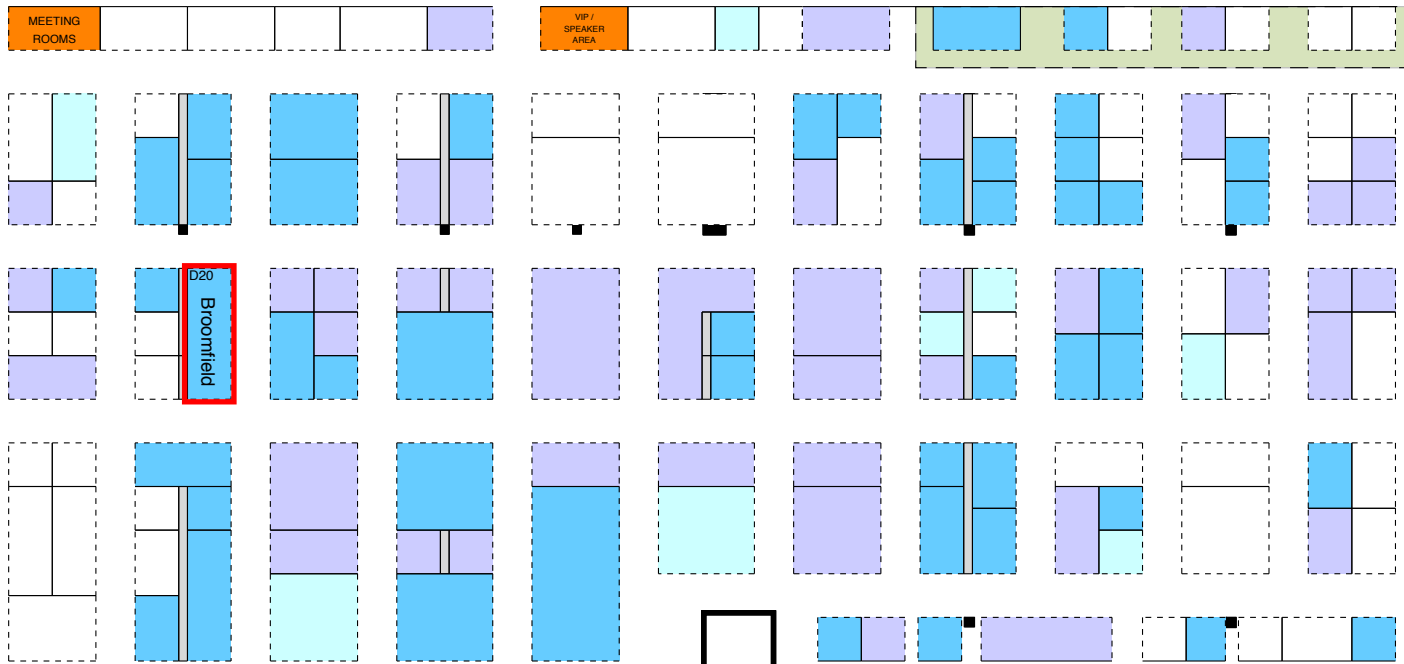 MEETING
ROOMS
VIP /
SPEAKER
AREA
D20
Broomfield